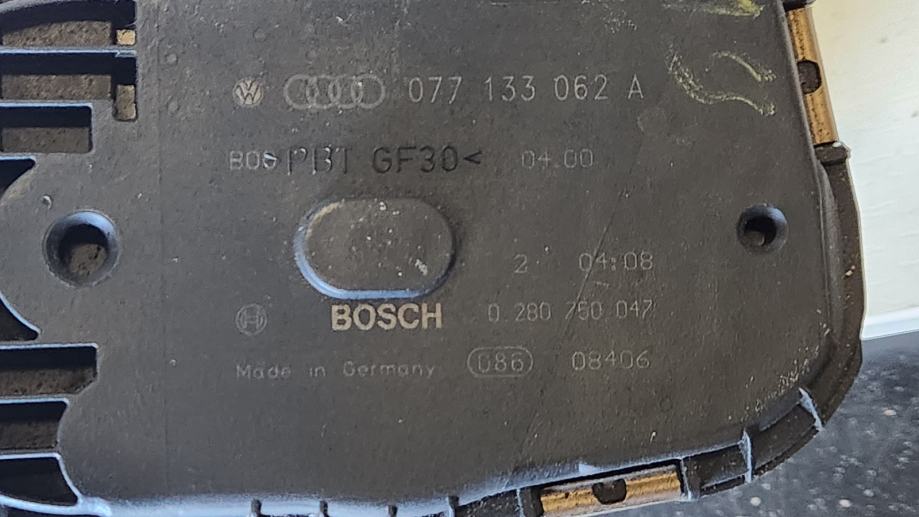 077 133 062 A
>PBT GF30< 04.00
2 04:08
BOSCH 0 280 750 047
Made in Germany 086 08406